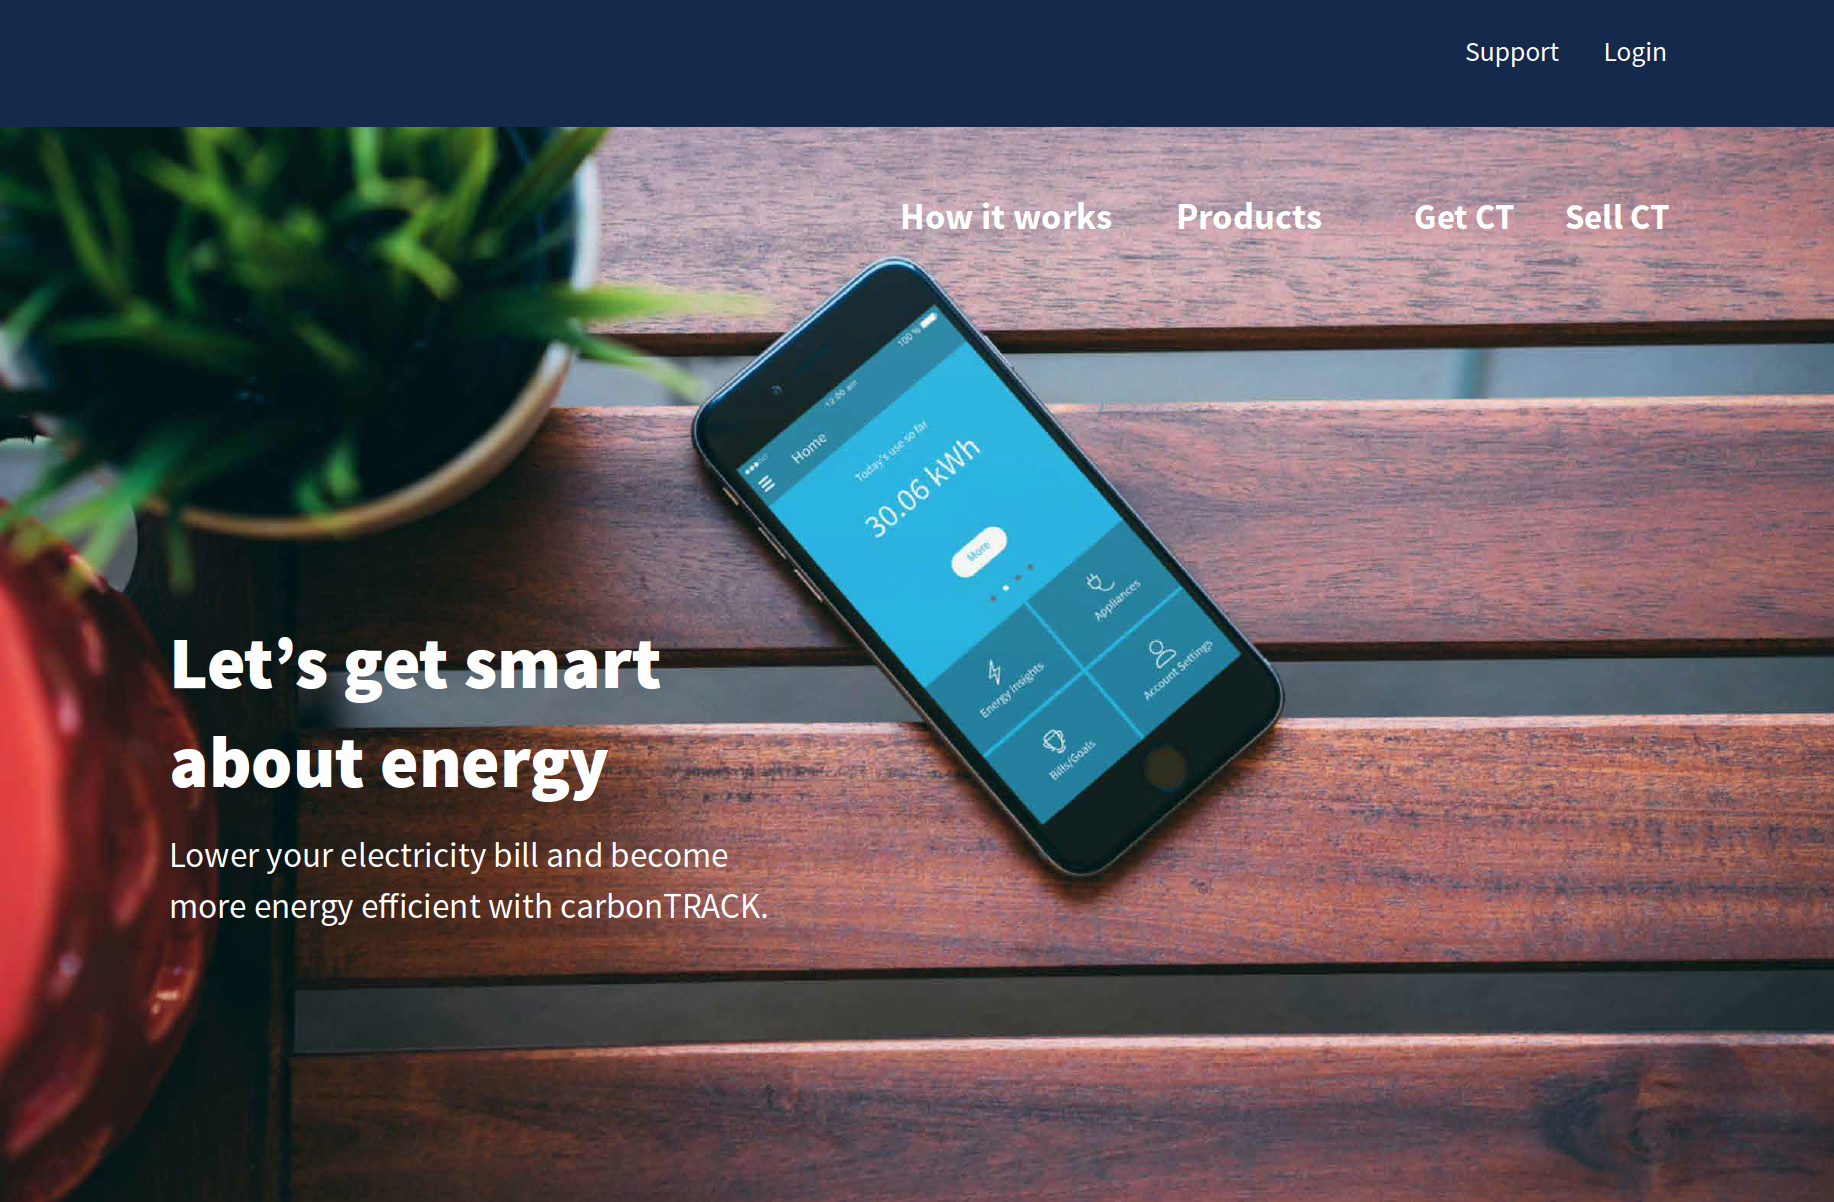 Support Login
How it works Products Get CT Sell CT
100 %
12:00 am
Home
Today's use so far
30.06 kWh
More
Appliances
Energy Insights
Account Settings
Bills/Goals
Let’s get smart
about energy
Lower your electricity bill and become
more energy efficient with carbonTRACK.